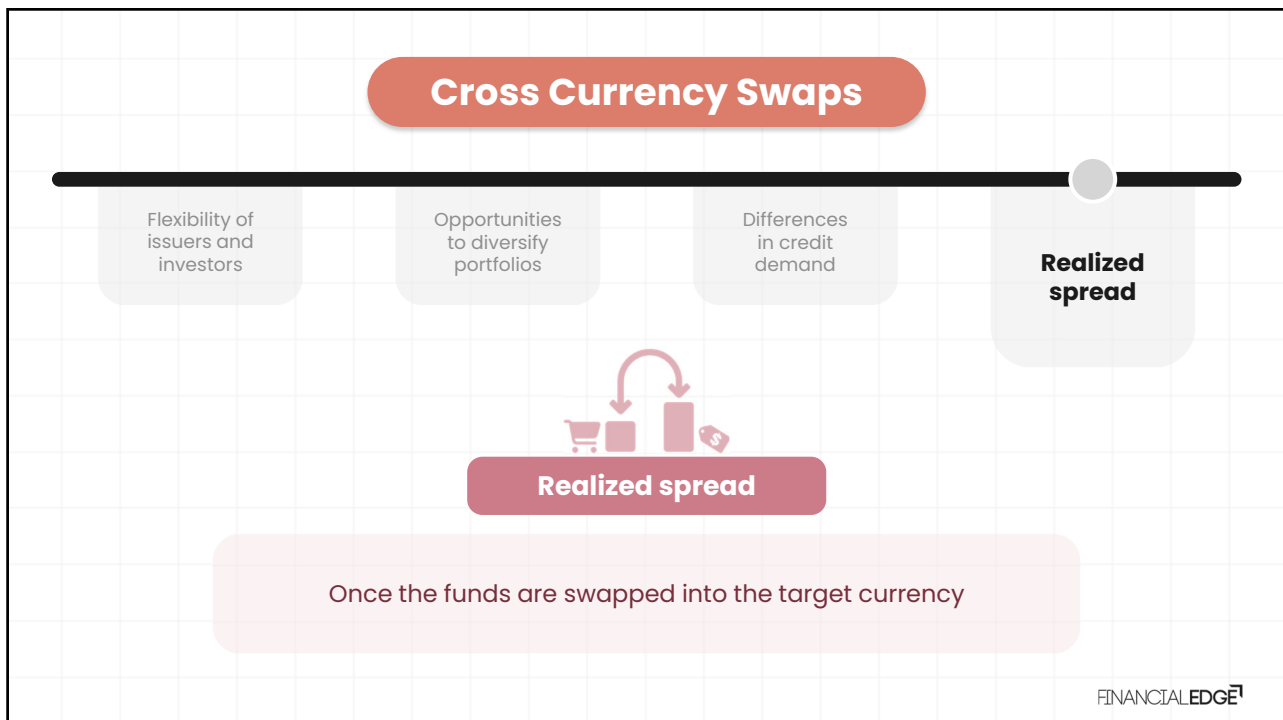 Cross Currency Swaps
Flexibility of
issuers and
investors
Opportunities
to diversify
portfolios
Differences
in credit
demand
Realized
spread
$
Realized spread
Once the funds are swapped into the target currency
FINANCIALEDGE